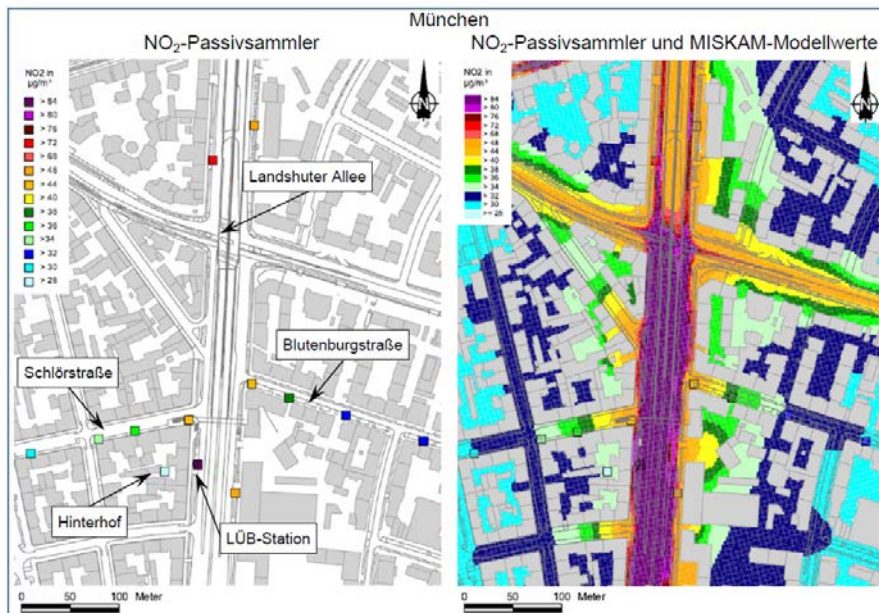 München
NO₂-Passivsammler
NO2 in
µg/m³
> 84
> 80
> 76
> 72
> 68
> 48
> 44
> 40
> 38
> 36
>34
> 32
> 30
> 28
N
Landshuter Allee
Blutenburgstraße
Schlörstraße
Hinterhof
LÜB-Station
0 50 100 Meter
NO₂-Passivsammler und MISKAM-Modellwerte
NO2 in
µg/m³
> 84
> 80
> 76
> 72
> 68
> 48
> 44
> 40
> 38
> 36
> 34
> 32
> 30
>= 28
N
0 50 100 Meter